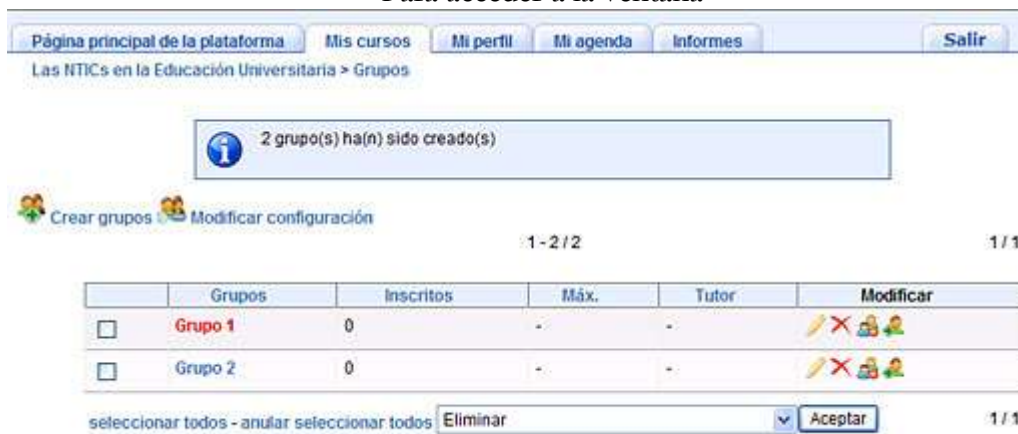 Para acceder a la ventana
Página principal de la plataforma Mis cursos Mi perfil Mi agenda Informes Salir
Las NTICs en la Educación Universitaria > Grupos
2 grupo(s) ha(n) sido creado(s)
Crear grupos Modificar configuración
1 - 2 / 2 1 / 1
Grupos Inscritos Máx. Tutor Modificar
Grupo 1 0 - -
Grupo 2 0 - -
seleccionar todos - anular seleccionar todos Eliminar Aceptar 1 / 1